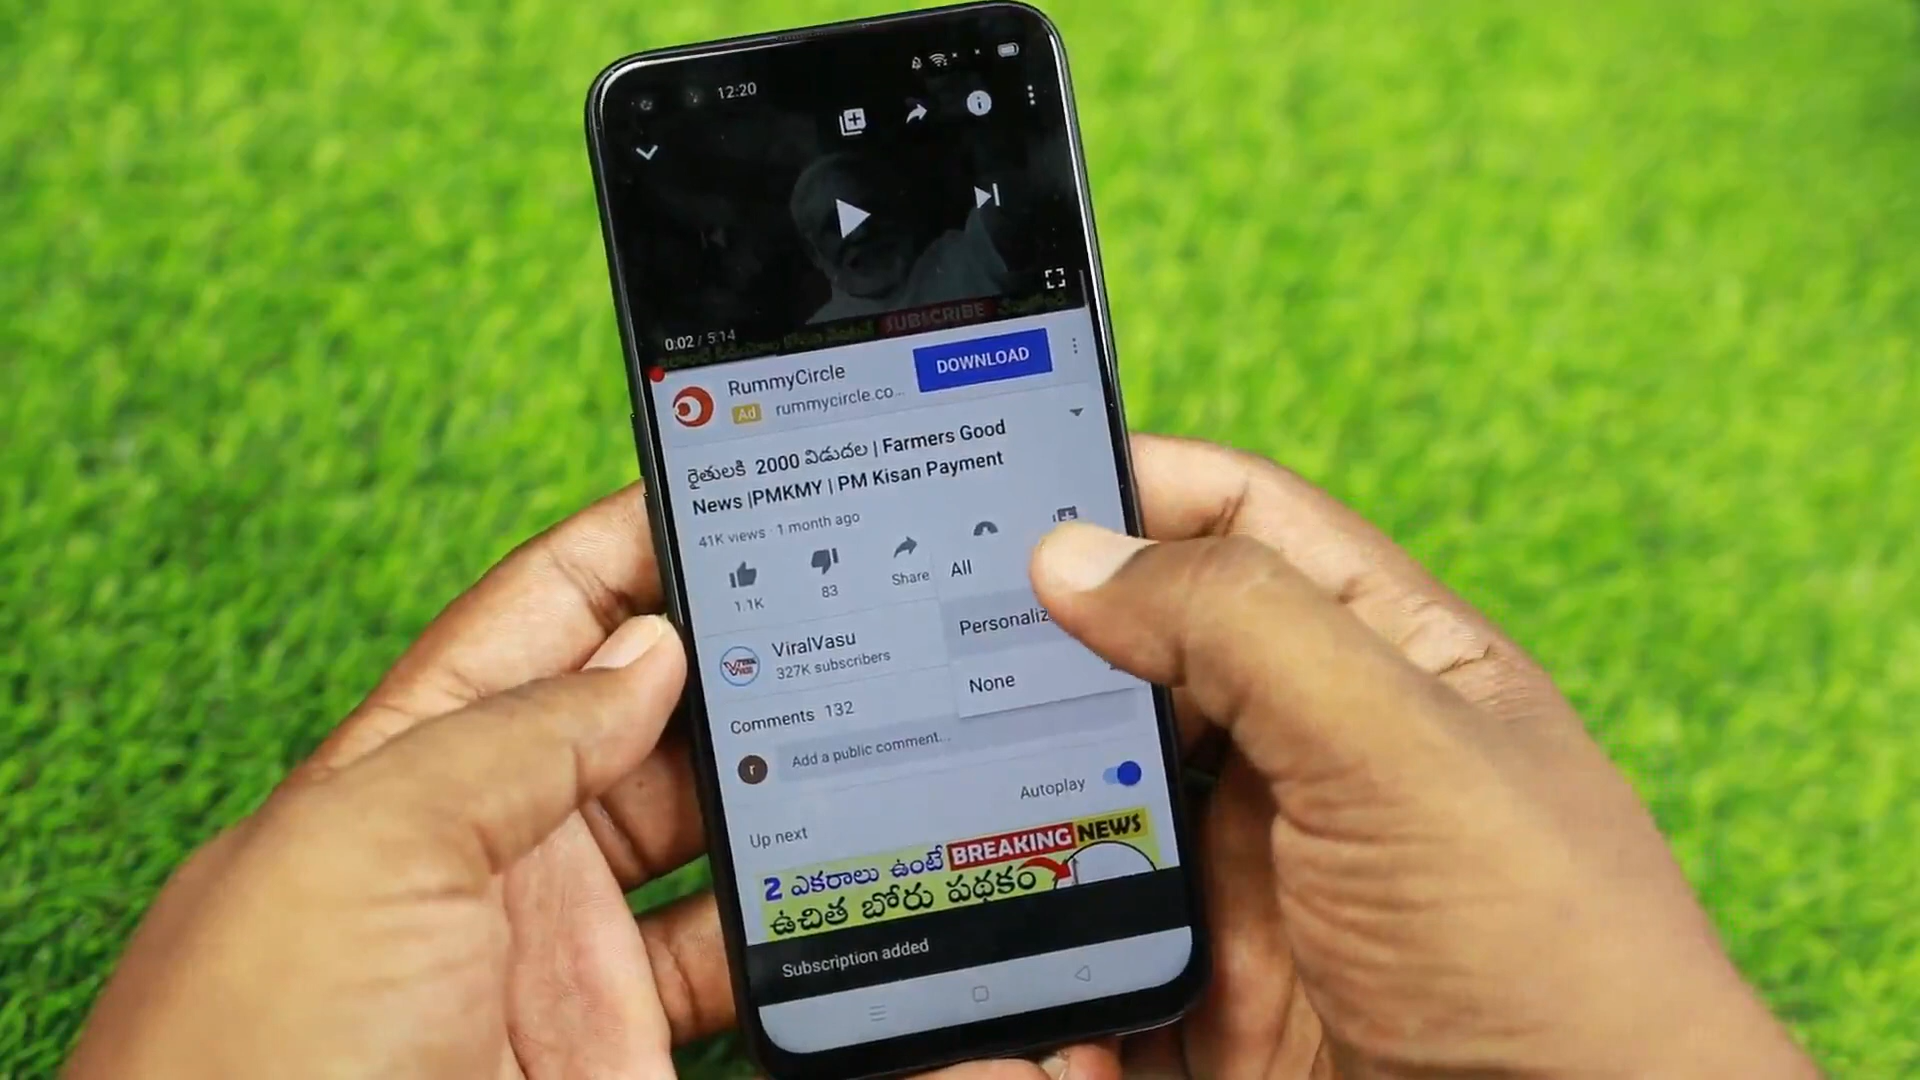 12:20
SUBSCRIBE
0:02 / 5:14
RummyCircle
DOWNLOAD
Ad rummycircle.co...
రైతులకి 2000 విడుదల | Farmers Good
News |PMKMY | PM Kisan Payment
41K views · 1 month ago
1.1K
83
Share
All
Personaliz
None
ViralVasu
327K subscribers
Comments 132
r
Add a public comment...
Autoplay
Up next
2 ఎకరాలు ఉంటే BREAKING NEWS
ఉచిత బోరు పథకం
Subscription added